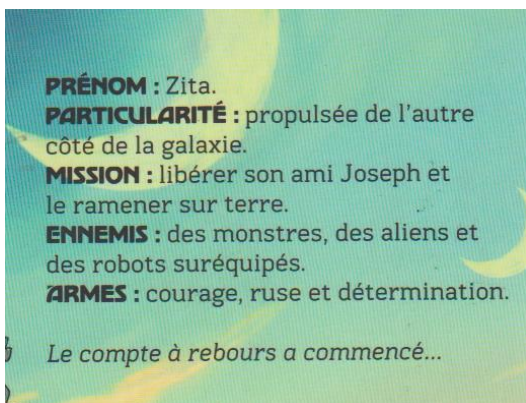 PRÉNOM : Zita.
PARTICULARITÉ : propulsée de l'autre
côté de la galaxie.
MISSION : libérer son ami Joseph et
le ramener sur terre.
ENNEMIS : des monstres, des aliens et
des robots suréquipés.
ARMES : courage, ruse et détermination.
Le compte à rebours a commencé...